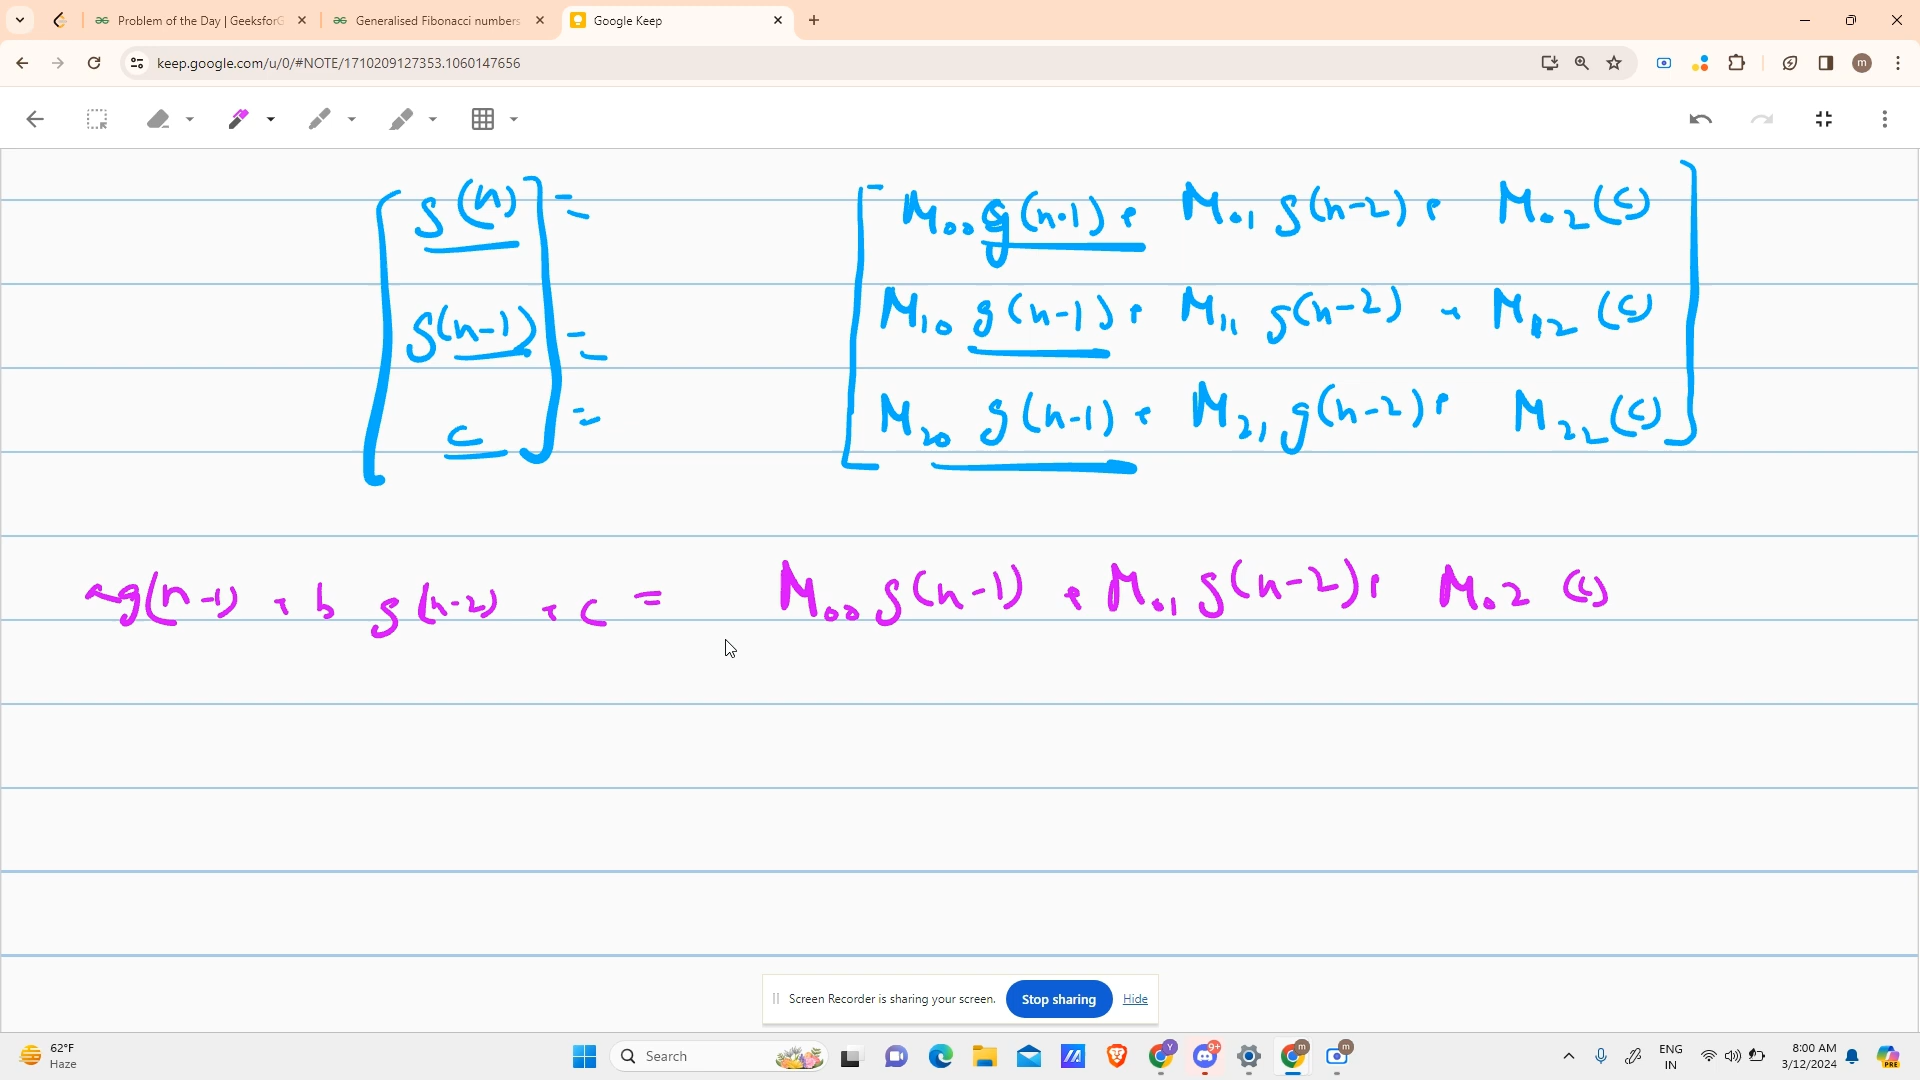 Problem of the Day | GeeksforG
Generalised Fibonacci numbers
Google Keep
keep.google.com/u/0/#NOTE/1710209127353.1060147656
m
g(n) = M00 g(n-1) + M01 g(n-2) + M02 (c)
g(n-1) = M10 g(n-1) + M11 g(n-2) + M12 (c)
c = M20 g(n-1) + M21 g(n-2) + M22 (c)
ag(n-1) + b g(n-2) + c = M00 g(n-1) + M01 g(n-2) + M02 (c)
Screen Recorder is sharing your screen. Stop sharing Hide
62°F
Haze
Search
Y
9+
m
m
ENG
IN
8:00 AM
3/12/2024
PRE